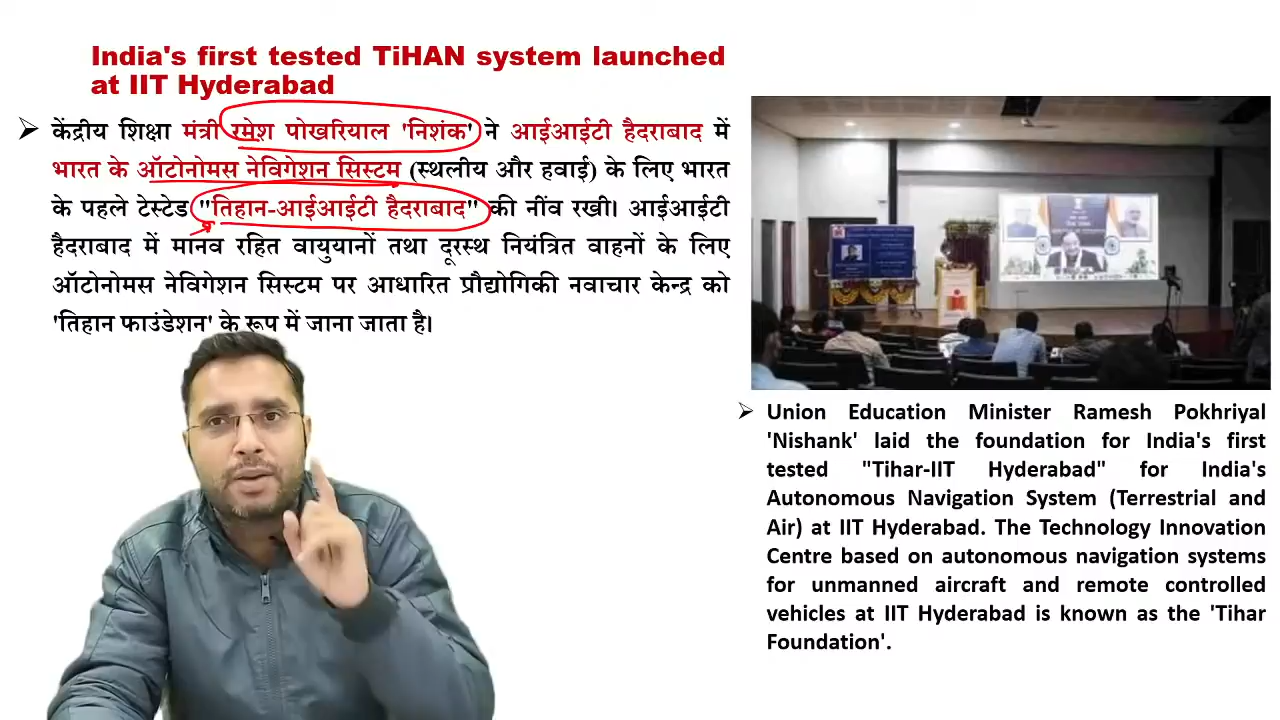 India's first tested TiHAN system launched
at IIT Hyderabad
➢ केंद्रीय शिक्षा मंत्री रमेश पोखरियाल 'निशंक' ने आईआईटी हैदराबाद में
भारत के ऑटोनोमस नेविगेशन सिस्टम (स्थलीय और हवाई) के लिए भारत
के पहले टेस्टेड "तिहान-आईआईटी हैदराबाद" की नींव रखी। आईआईटी
हैदराबाद में मानव रहित वायुयानों तथा दूरस्थ नियंत्रित वाहनों के लिए
ऑटोनोमस नेविगेशन सिस्टम पर आधारित प्रौद्योगिकी नवाचार केन्द्र को
'तिहान फाउंडेशन' के रूप में जाना जाता है।
➢ Union Education Minister Ramesh Pokhriyal
'Nishank' laid the foundation for India's first
tested "Tihar-IIT Hyderabad" for India's
Autonomous Navigation System (Terrestrial and
Air) at IIT Hyderabad. The Technology Innovation
Centre based on autonomous navigation systems
for unmanned aircraft and remote controlled
vehicles at IIT Hyderabad is known as the 'Tihar
Foundation'.